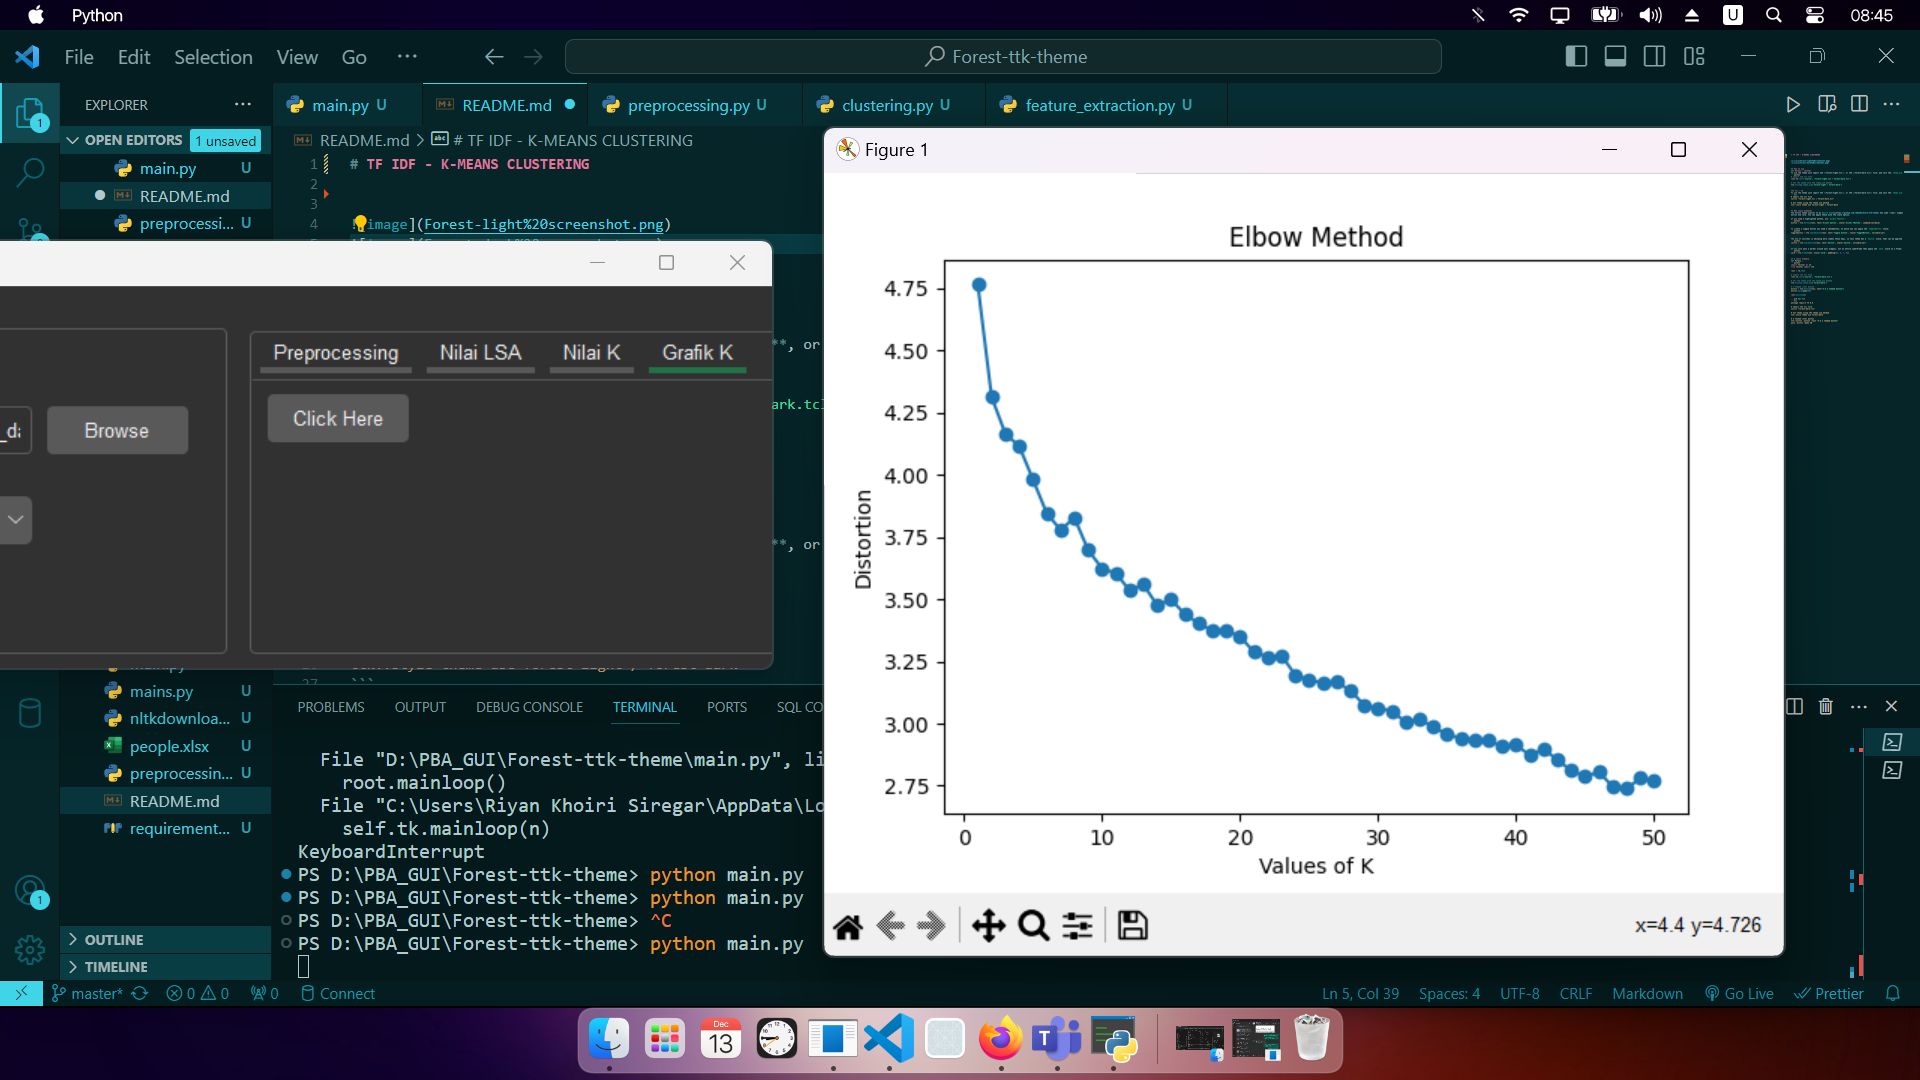 Python
U
08:45
File Edit Selection View Go ...
Forest-ttk-theme
EXPLORER
main.py U
README.md
preprocessing.py U
clustering.py U
feature_extraction.py U
1
OPEN EDITORS
1 unsaved
main.py U
README.md
preprocessi... U
README.md > # TF IDF - K-MEANS CLUSTERING
1 # TF IDF - K-MEANS CLUSTERING
2
3
4 image](Forest-light%20screenshot.png)
Browse
Preprocessing Nilai LSA Nilai K Grafik K
Click Here
**, or
ark.tcl
**, or
27 ```
Figure 1
Elbow Method
4.75
4.50
4.25
4.00
3.75
3.50
3.25
3.00
2.75
Distortion
0 10 20 30 40 50
Values of K
x=4.4 y=4.726
mains.py U
nltkdownloa... U
people.xlsx U
preprocessin... U
README.md
requirement... U
OUTLINE
TIMELINE
PROBLEMS OUTPUT DEBUG CONSOLE TERMINAL PORTS SQL CO
File "D:\PBA_GUI\Forest-ttk-theme\main.py", li
root.mainloop()
File "C:\Users\Riyan Khoiri Siregar\AppData\Lo
self.tk.mainloop(n)
KeyboardInterrupt
PS D:\PBA_GUI\Forest-ttk-theme> python main.py
PS D:\PBA_GUI\Forest-ttk-theme> python main.py
PS D:\PBA_GUI\Forest-ttk-theme> ^C
PS D:\PBA_GUI\Forest-ttk-theme> python main.py
1
master* 0 0 0 Connect
Ln 5, Col 39 Spaces: 4 UTF-8 CRLF Markdown Go Live Prettier
Dec
13
T